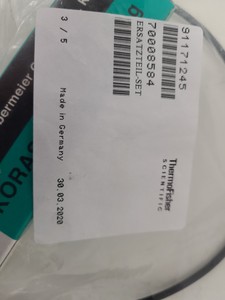 91171245
70008584
ERSATZTEIL-SET
3 / 5
Made in Germany
30.03.2020
ThermoFisher
SCIENTIFIC